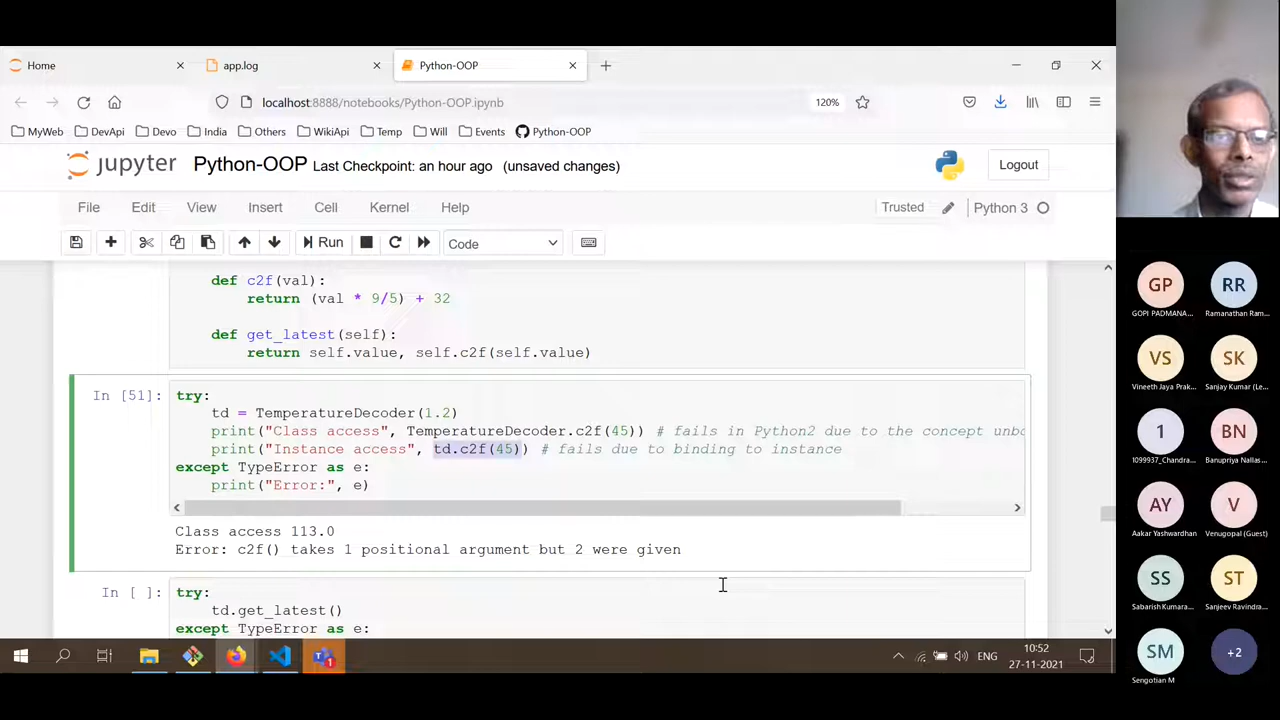 Home
app.log
Python-OOP
localhost:8888/notebooks/Python-OOP.ipynb
120%
MyWeb
DevApi
Devo
India
Others
WikiApi
Temp
Will
Events
Python-OOP
jupyter
Python-OOP Last Checkpoint: an hour ago (unsaved changes)
Logout
File
Edit
View
Insert
Cell
Kernel
Help
Trusted
Python 3
Run
Code
def c2f(val):
return (val * 9/5) + 32
def get_latest(self):
return self.value, self.c2f(self.value)
In [51]:
try:
td = TemperatureDecoder(1.2)
print("Class access", TemperatureDecoder.c2f(45)) # fails in Python2 due to the concept unbo
print("Instance access", td.c2f(45)) # fails due to binding to instance
except TypeError as e:
print("Error:", e)
Class access 113.0
Error: c2f() takes 1 positional argument but 2 were given
In [ ]:
try:
td.get_latest()
except TypeError as e:
ENG
10:52
27-11-2021
GP
GOPI PADMANA...
RR
Ramanathan Ram...
VS
Vineeth Jaya Prak...
SK
Sanjay Kumar (Le...
1
1099937_Chandra...
BN
Banupriya Nallas...
AY
Aakar Yashwardhan
V
Venugopal (Guest)
SS
Sabarish Kumara...
ST
Sanjeev Ravindra...
SM
Sengotian M
+2